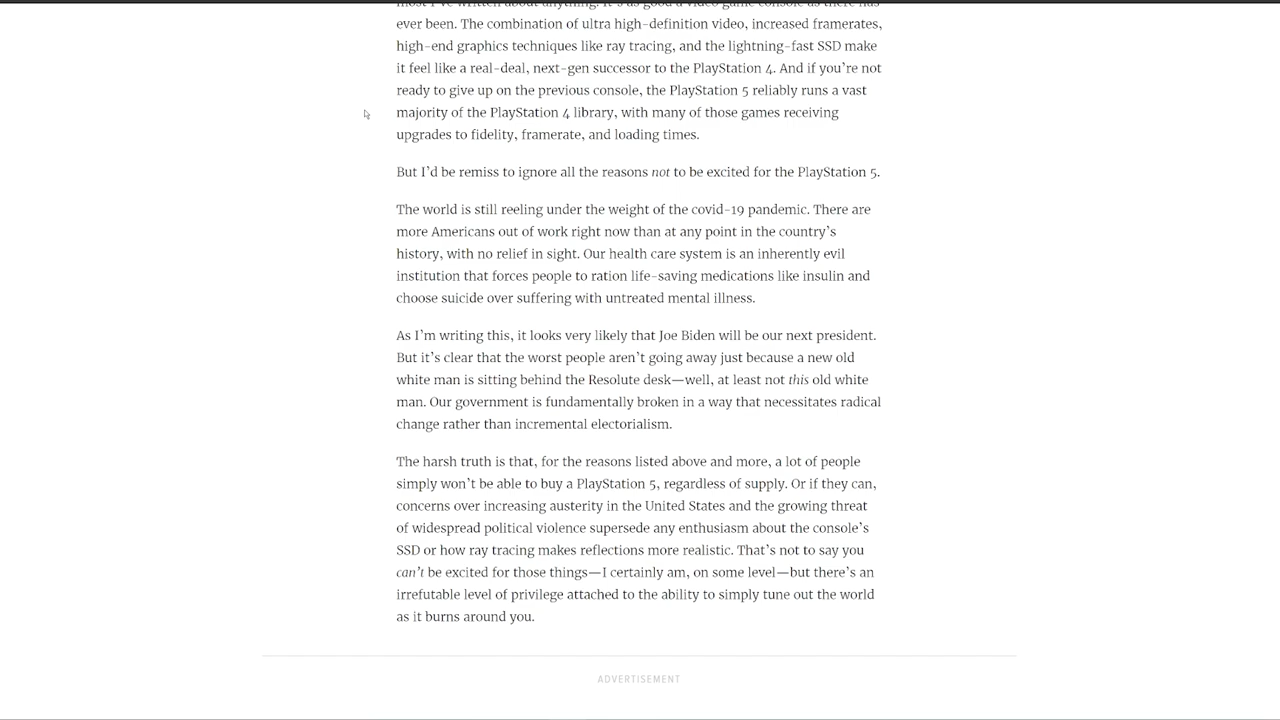 most I've written about anything. It's as good a video game console as there has
ever been. The combination of ultra high-definition video, increased framerates,
high-end graphics techniques like ray tracing, and the lightning-fast SSD make
it feel like a real-deal, next-gen successor to the PlayStation 4. And if you're not
ready to give up on the previous console, the PlayStation 5 reliably runs a vast
majority of the PlayStation 4 library, with many of those games receiving
upgrades to fidelity, framerate, and loading times.
But I'd be remiss to ignore all the reasons not to be excited for the PlayStation 5.
The world is still reeling under the weight of the covid-19 pandemic. There are
more Americans out of work right now than at any point in the country's
history, with no relief in sight. Our health care system is an inherently evil
institution that forces people to ration life-saving medications like insulin and
choose suicide over suffering with untreated mental illness.
As I'm writing this, it looks very likely that Joe Biden will be our next president.
But it's clear that the worst people aren't going away just because a new old
white man is sitting behind the Resolute desk—well, at least not this old white
man. Our government is fundamentally broken in a way that necessitates radical
change rather than incremental electorialism.
The harsh truth is that, for the reasons listed above and more, a lot of people
simply won't be able to buy a PlayStation 5, regardless of supply. Or if they can,
concerns over increasing austerity in the United States and the growing threat
of widespread political violence supersede any enthusiasm about the console's
SSD or how ray tracing makes reflections more realistic. That's not to say you
can't be excited for those things—I certainly am, on some level—but there's an
irrefutable level of privilege attached to the ability to simply tune out the world
as it burns around you.
ADVERTISEMENT